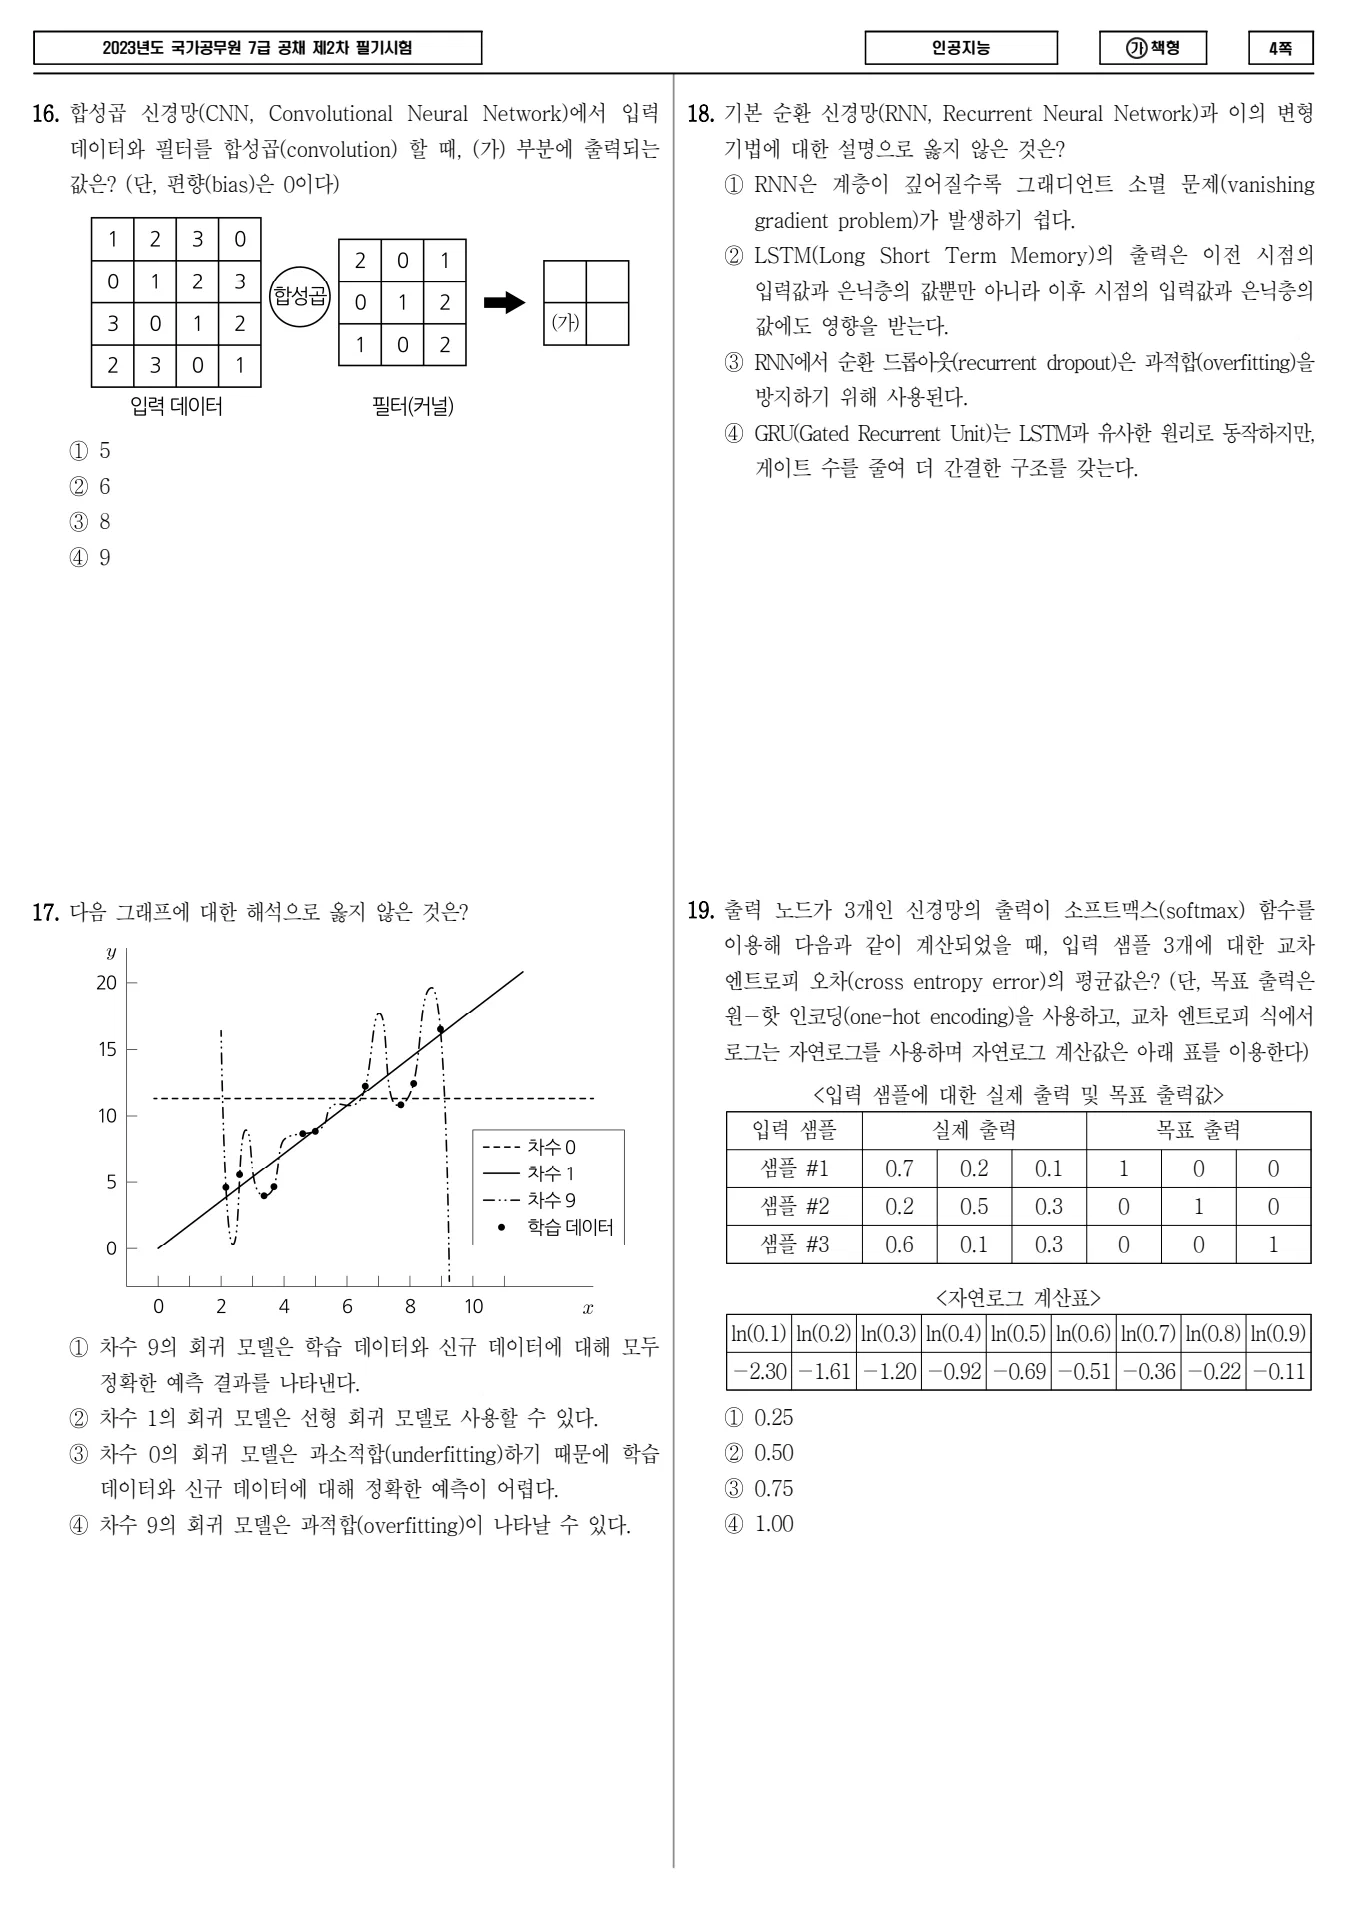 2023년도 국가공무원 7급 공채 제2차 필기시험
인공지능
㉮책형
4쪽
16. 합성곱 신경망(CNN, Convolutional Neural Network)에서 입력
데이터와 필터를 합성곱(convolution) 할 때, (가) 부분에 출력되는
값은? (단, 편향(bias)은 0이다)
1 2 3 0
0 1 2 3
3 0 1 2
2 3 0 1
입력 데이터
합성곱
2 0 1
0 1 2
1 0 2
필터(커널)
(가)
① 5
② 6
③ 8
④ 9
17. 다음 그래프에 대한 해석으로 옳지 않은 것은?
y
20
15
10
5
0
차수 0
차수 1
차수 9
학습 데이터
0 2 4 6 8 10 x
① 차수 9의 회귀 모델은 학습 데이터와 신규 데이터에 대해 모두
정확한 예측 결과를 나타낸다.
② 차수 1의 회귀 모델은 선형 회귀 모델로 사용할 수 있다.
③ 차수 0의 회귀 모델은 과소적합(underfitting)하기 때문에 학습
데이터와 신규 데이터에 대해 정확한 예측이 어렵다.
④ 차수 9의 회귀 모델은 과적합(overfitting)이 나타날 수 있다.
18. 기본 순환 신경망(RNN, Recurrent Neural Network)과 이의 변형
기법에 대한 설명으로 옳지 않은 것은?
① RNN은 계층이 깊어질수록 그래디언트 소멸 문제(vanishing
gradient problem)가 발생하기 쉽다.
② LSTM(Long Short Term Memory)의 출력은 이전 시점의
입력값과 은닉층의 값뿐만 아니라 이후 시점의 입력값과 은닉층의
값에도 영향을 받는다.
③ RNN에서 순환 드롭아웃(recurrent dropout)은 과적합(overfitting)을
방지하기 위해 사용된다.
④ GRU(Gated Recurrent Unit)는 LSTM과 유사한 원리로 동작하지만,
게이트 수를 줄여 더 간결한 구조를 갖는다.
19. 출력 노드가 3개인 신경망의 출력이 소프트맥스(softmax) 함수를
이용해 다음과 같이 계산되었을 때, 입력 샘플 3개에 대한 교차
엔트로피 오차(cross entropy error)의 평균값은? (단, 목표 출력은
원-핫 인코딩(one-hot encoding)을 사용하고, 교차 엔트로피 식에서
로그는 자연로그를 사용하며 자연로그 계산값은 아래 표를 이용한다)
<입력 샘플에 대한 실제 출력 및 목표 출력값>
입력 샘플 실제 출력 목표 출력
샘플 #1 0.7 0.2 0.1 1 0 0
샘플 #2 0.2 0.5 0.3 0 1 0
샘플 #3 0.6 0.1 0.3 0 0 1
<자연로그 계산표>
ln(0.1) ln(0.2) ln(0.3) ln(0.4) ln(0.5) ln(0.6) ln(0.7) ln(0.8) ln(0.9)
-2.30 -1.61 -1.20 -0.92 -0.69 -0.51 -0.36 -0.22 -0.11
① 0.25
② 0.50
③ 0.75
④ 1.00